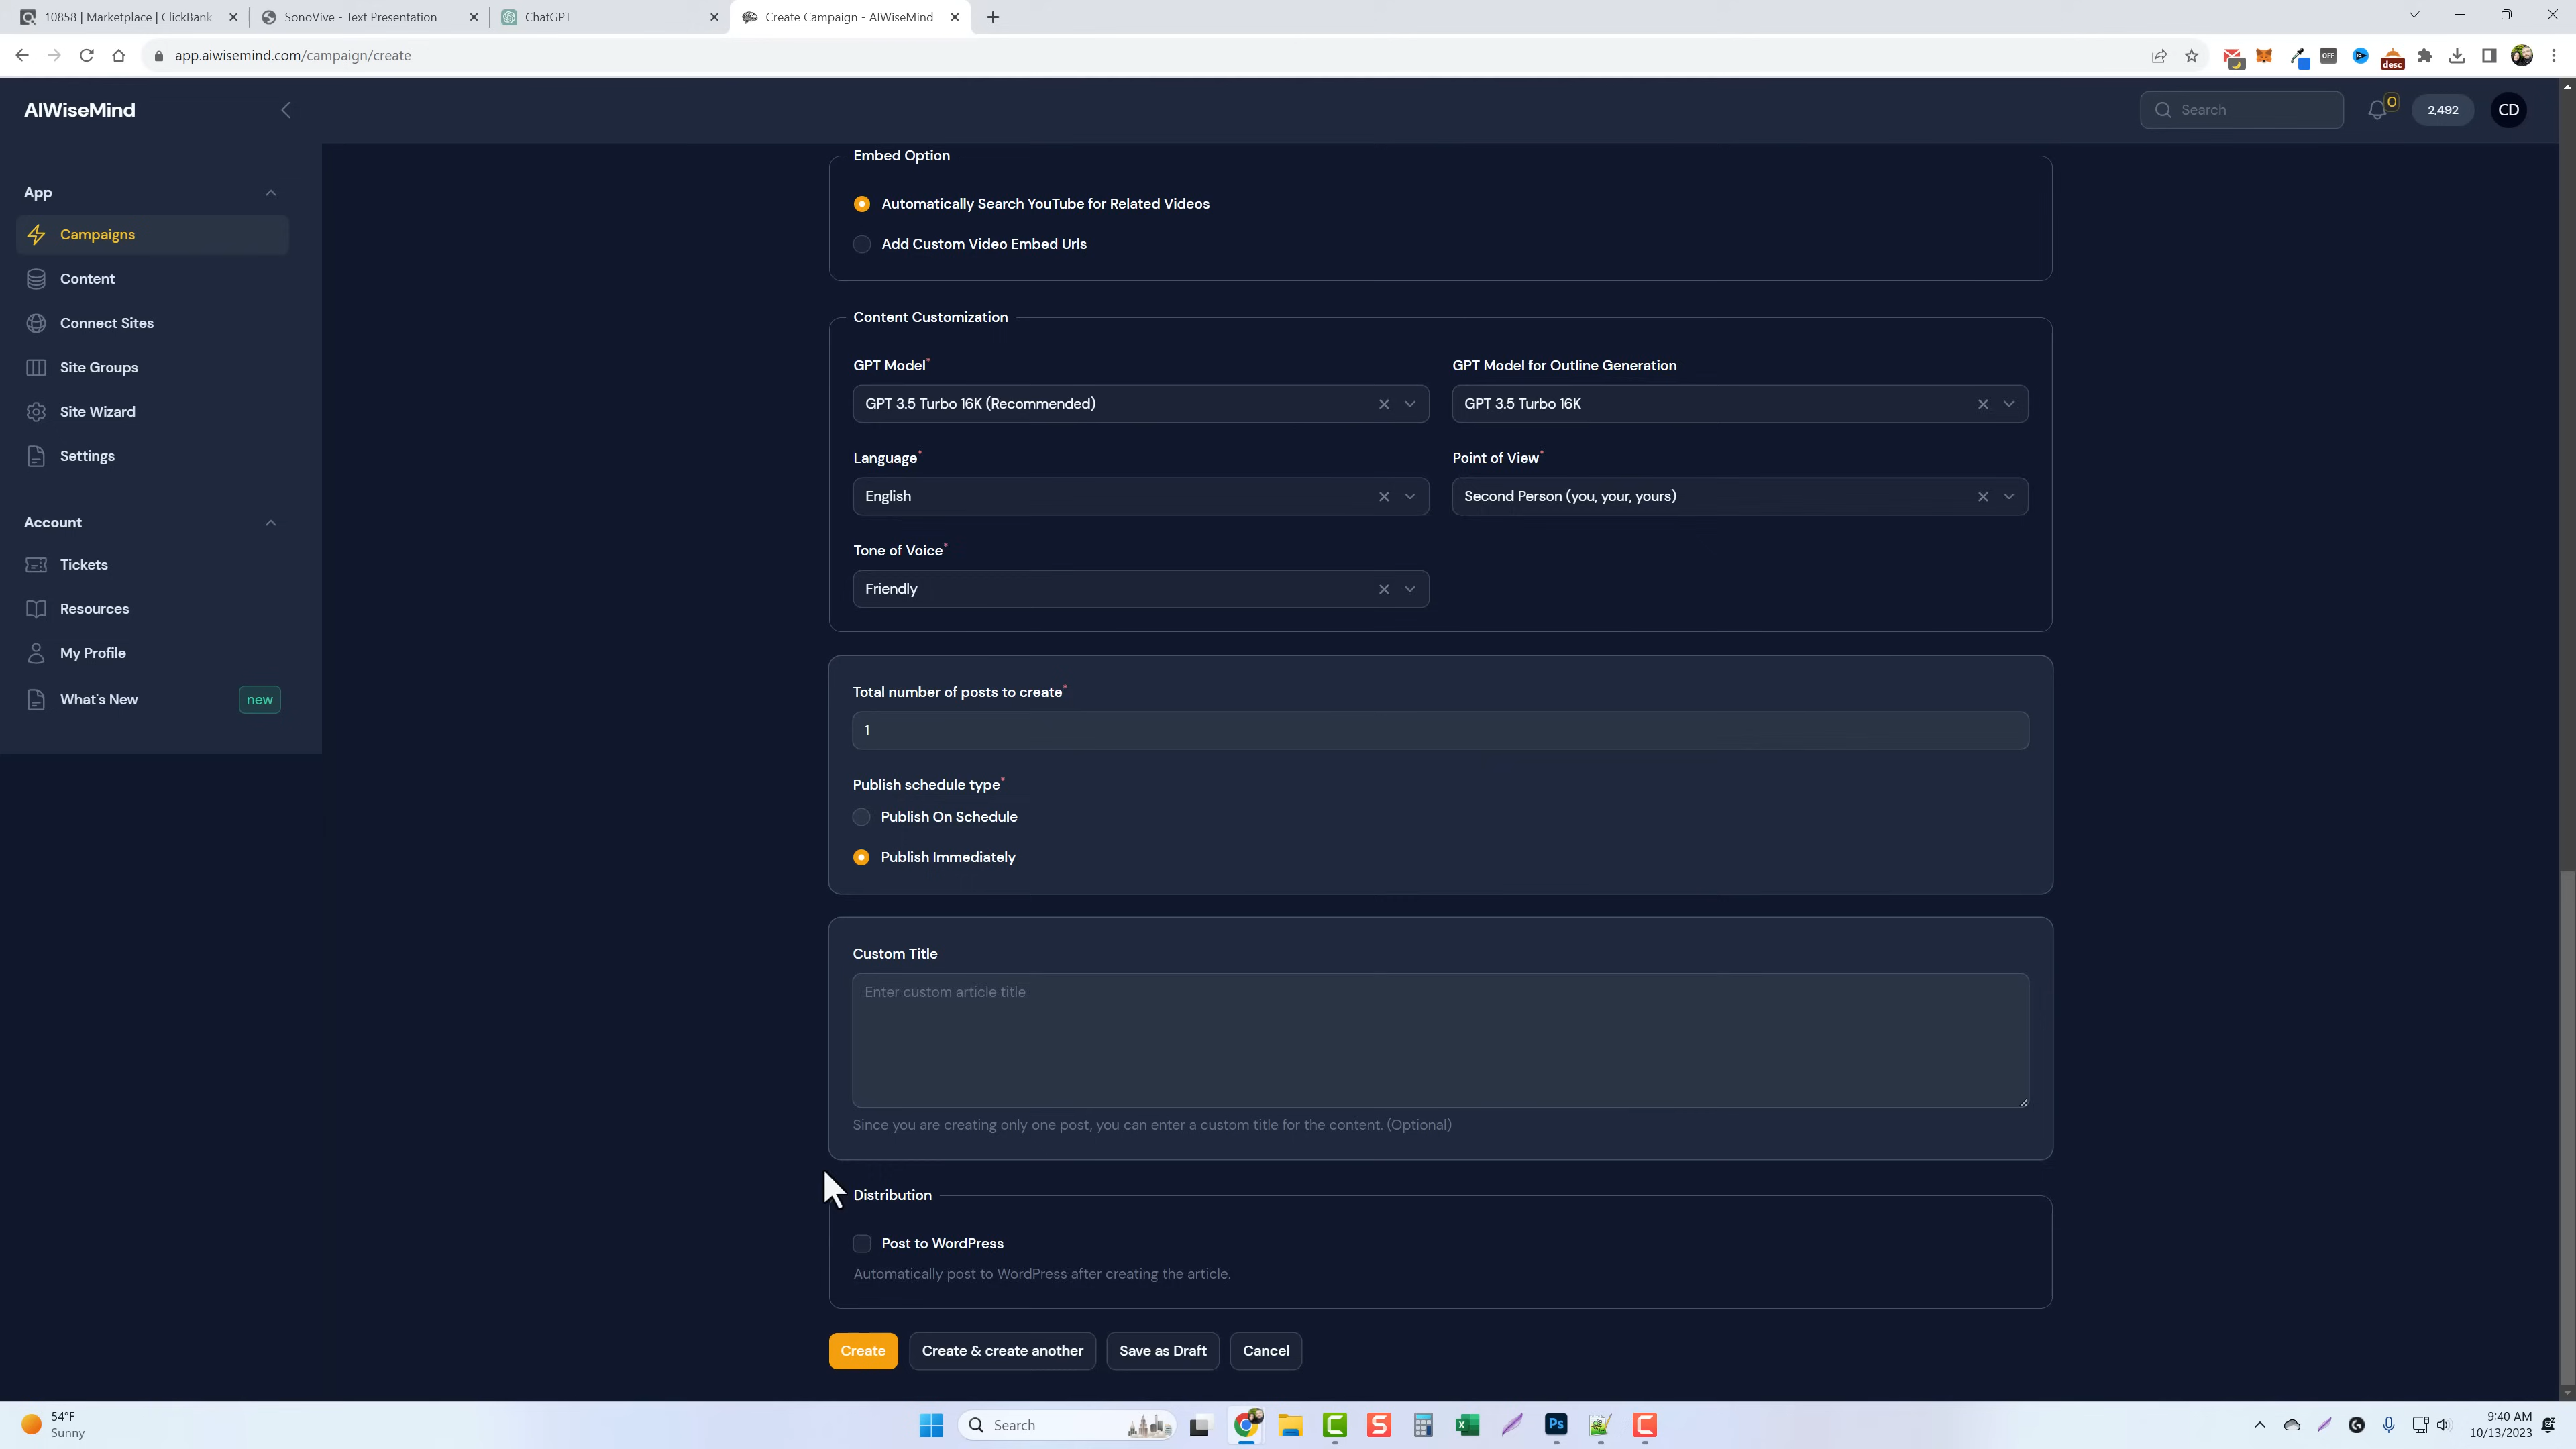 10858 | Marketplace | ClickBank
SonoVive - Text Presentation
ChatGPT
Create Campaign - AIWiseMind
app.aiwisemind.com/campaign/create
OFF
desc
AIWiseMind
Search
0
2,492
CD
App
Campaigns
Content
Connect Sites
Site Groups
Site Wizard
Settings
Account
Tickets
Resources
My Profile
What's New
new
Embed Option
Automatically Search YouTube for Related Videos
Add Custom Video Embed Urls
Content Customization
GPT Model*
GPT Model for Outline Generation
GPT 3.5 Turbo 16K (Recommended)
GPT 3.5 Turbo 16K
Language*
Point of View*
English
Second Person (you, your, yours)
Tone of Voice*
Friendly
Total number of posts to create*
1
Publish schedule type*
Publish On Schedule
Publish Immediately
Custom Title
Enter custom article title
Since you are creating only one post, you can enter a custom title for the content. (Optional)
Distribution
Post to WordPress
Automatically post to WordPress after creating the article.
Create
Create & create another
Save as Draft
Cancel
54°F
Sunny
Search
Ps
9:40 AM
10/13/2023